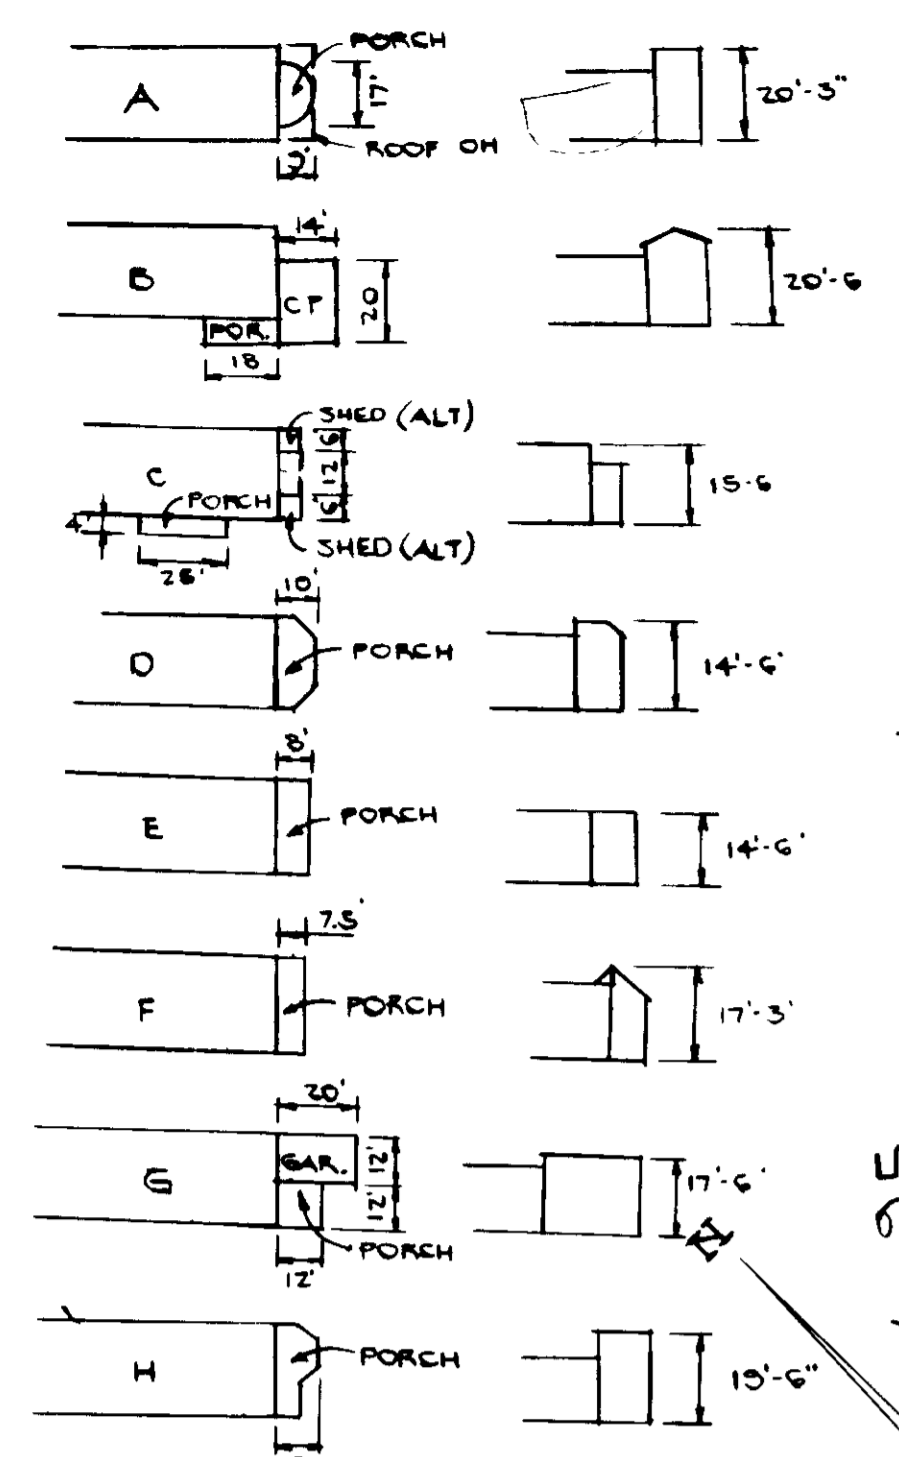 PORCH
A
17'
20'-3"
ROOF OH
9'
14'
B
CP
20
20'-6
POR.
18
SHED (ALT)
6'
12
6'
C
PORCH
15-6
4'
SHED (ALT)
10'
D
PORCH
14'-6'
8'
E
PORCH
14'-6'
7.5'
F
PORCH
17'-3'
20'
GAR.
12'
G
12'
17'-6'
PORCH
12'
N
H
PORCH
19'-6"